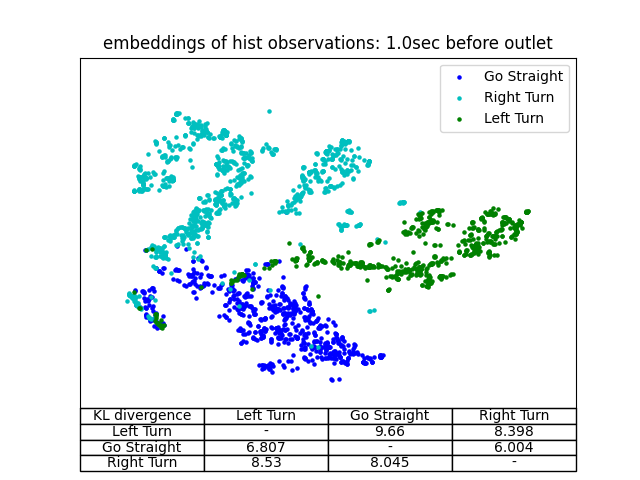 embeddings of hist observations: 1.0sec before outlet
Go Straight
Right Turn
Left Turn
KL divergence Left Turn Go Straight Right Turn
Left Turn - 9.66 8.398
Go Straight 6.807 - 6.004
Right Turn 8.53 8.045 -